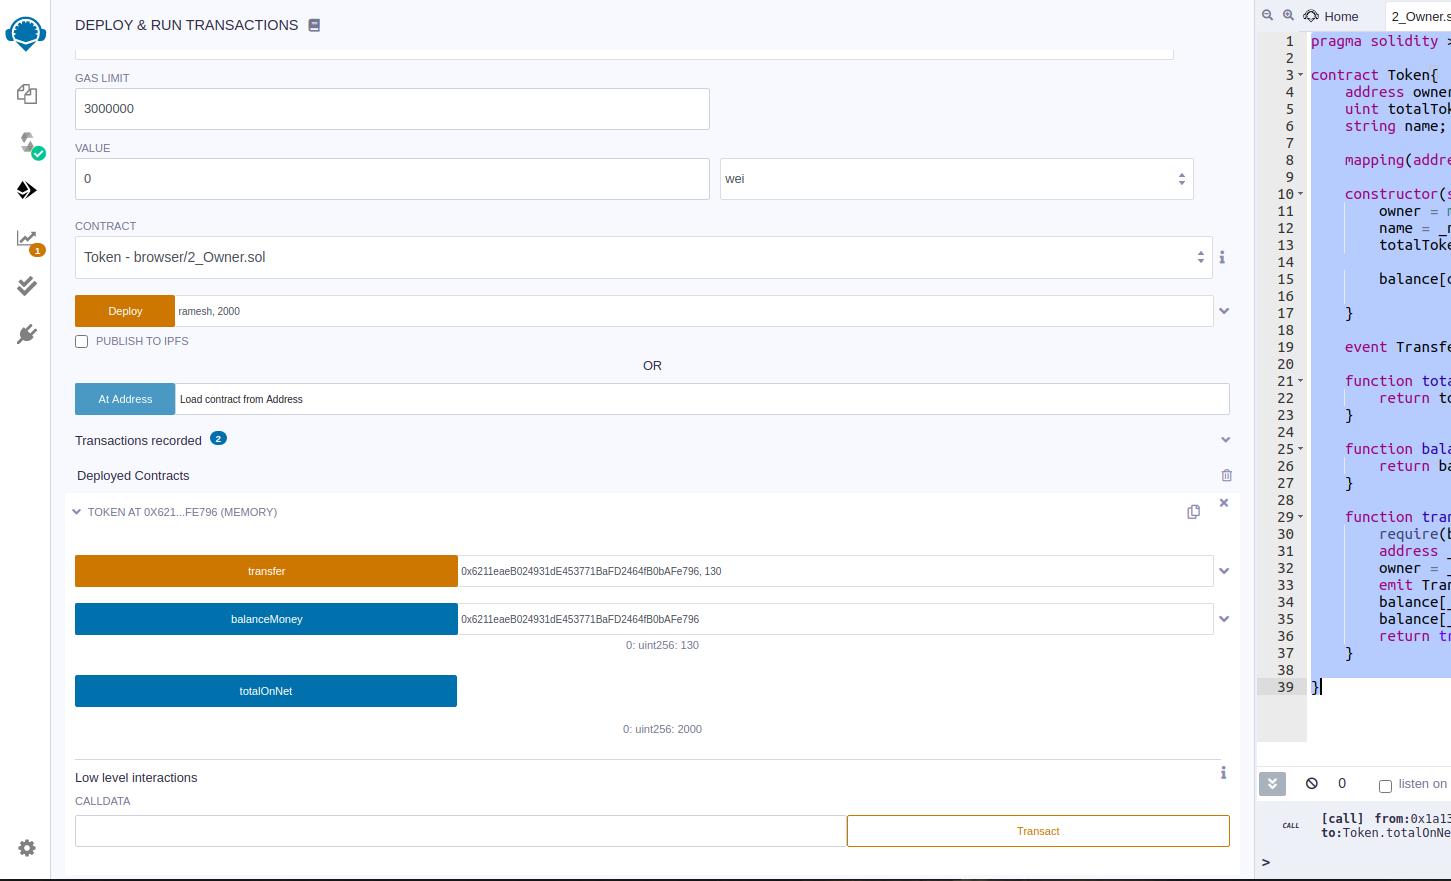 DEPLOY & RUN TRANSACTIONS
GAS LIMIT
3000000
VALUE
0
wei
CONTRACT
Token - browser/2_Owner.sol
Deploy
ramesh, 2000
PUBLISH TO IPFS
OR
At Address
Load contract from Address
Transactions recorded 2
Deployed Contracts
TOKEN AT 0X621...FE796 (MEMORY)
transfer
0x6211eaeB024931dE453771BaFD2464fB0bAFe796, 130
balanceMoney
0x6211eaeB024931dE453771BaFD2464fB0bAFe796
0: uint256: 130
totalOnNet
0: uint256: 2000
Low level interactions
CALLDATA
Transact
1
Home
2_Owner.s
1 pragma solidity >
2
3 contract Token{
4 address owner
5 uint totalTok
6 string name;
7
8 mapping(addre
9
10 constructor(s
11 owner = m
12 name = _n
13 totalToke
14
15 balance[o
16
17 }
18
19 event Transfe
20
21 function tota
22 return to
23 }
24
25 function bala
26 return ba
27 }
28
29 function tran
30 require(b
31 address _
32 owner = _
33 emit Tran
34 balance[_
35 balance[_
36 return tr
37 }
38
39 }
0
listen on
CALL
[call] from:0x1a13
to:Token.totalOnNe
>